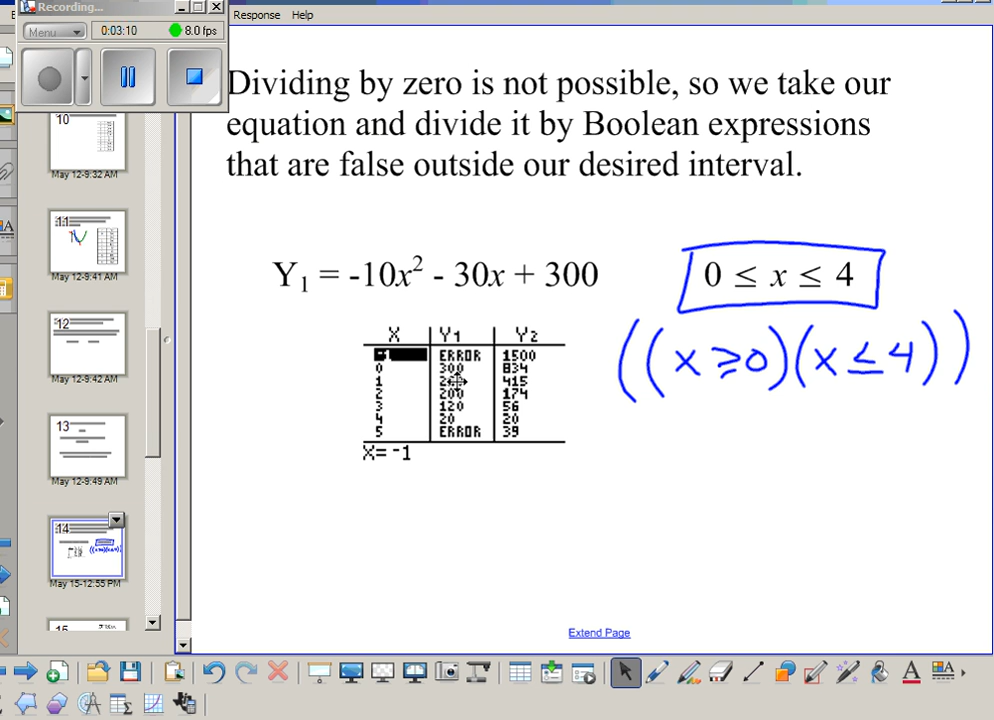 Recording...
Menu
0:03:10
8.0 fps
Response Help
Dividing by zero is not possible, so we take our
equation and divide it by Boolean expressions
that are false outside our desired interval.
Y₁ = -10x² - 30x + 300
0 ≤ x ≤ 4
((x ≥ 0)(x ≤ 4))
X Y₁ Y₂
-1 ERROR 1500
0 300 834
1 415
2 200 174
3 120 56
4 20 20
5 ERROR 39
X= -1
10
May 12-9:32 AM
11
May 12-9:41 AM
12
May 12-9:42 AM
13
May 12-9:49 AM
14
May 15-12:55 PM
Extend Page